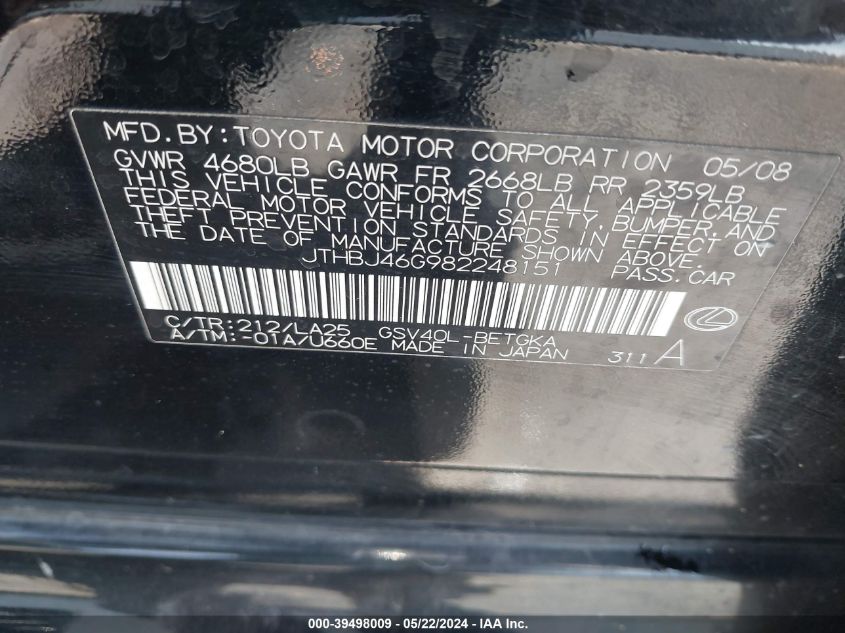 MFD. BY: TOYOTA MOTOR CORPORATION 05/08
GVWR 4680LB GAWR FR 2668LB RR 2359LB
THIS VEHICLE CONFORMS TO ALL APPLICABLE
FEDERAL MOTOR VEHICLE SAFETY, BUMPER, AND
THEFT PREVENTION STANDARDS IN EFFECT ON
THE DATE OF MANUFACTURE SHOWN ABOVE.
JTHBJ46G982248151 PASS. CAR
C/TR: 212/LA25 GSV40L-BETGKA
A/TM: -01A/U660E MADE IN JAPAN 311 A
000-39498009 - 05/22/2024 - IAA Inc.